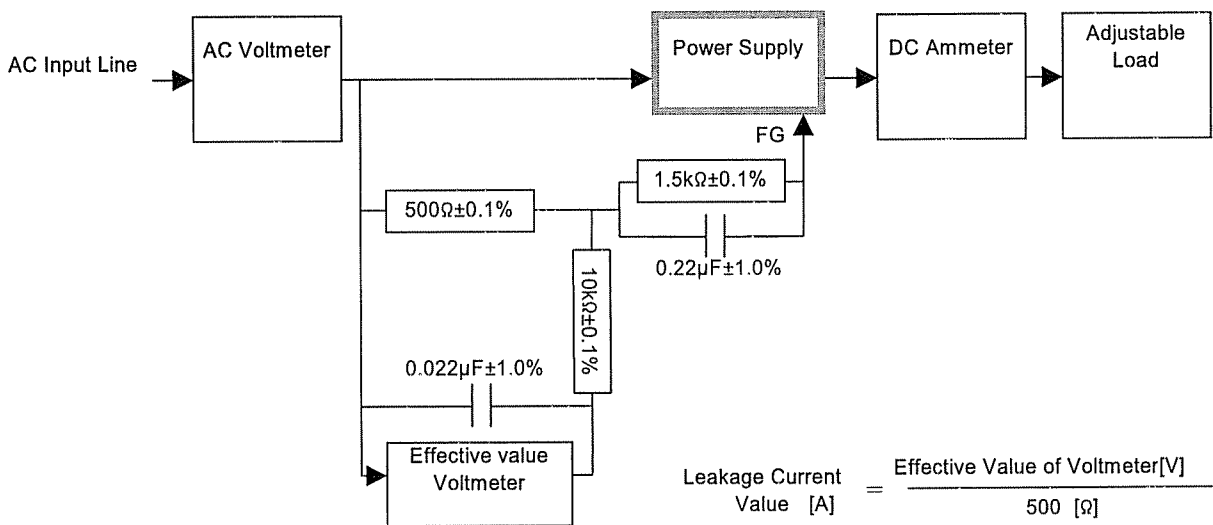 AC Input Line
AC Voltmeter
Power Supply
DC Ammeter
Adjustable
Load
FG
1.5kΩ±0.1%
500Ω±0.1%
0.22µF±1.0%
10kΩ±0.1%
0.022µF±1.0%
Effective value
Voltmeter
Leakage Current
Value [A]
=
Effective Value of Voltmeter[V]
500 [Ω]